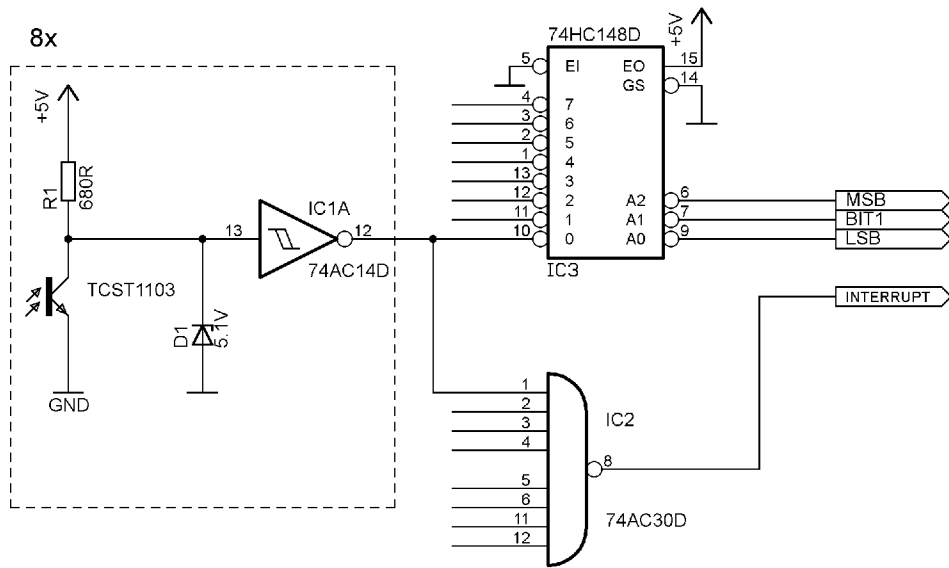 8x
+5V
R1
680R
TCST1103
GND
D1
5.1V
13
IC1A
12
74AC14D
74HC148D
+5V
5
EI
EO
15
GS
14
4
7
3
6
2
5
1
4
13
3
12
2
A2
6
MSB
11
1
A1
7
BIT1
10
0
A0
9
LSB
IC3
INTERRUPT
1
2
3
4
5
6
11
12
IC2
8
74AC30D